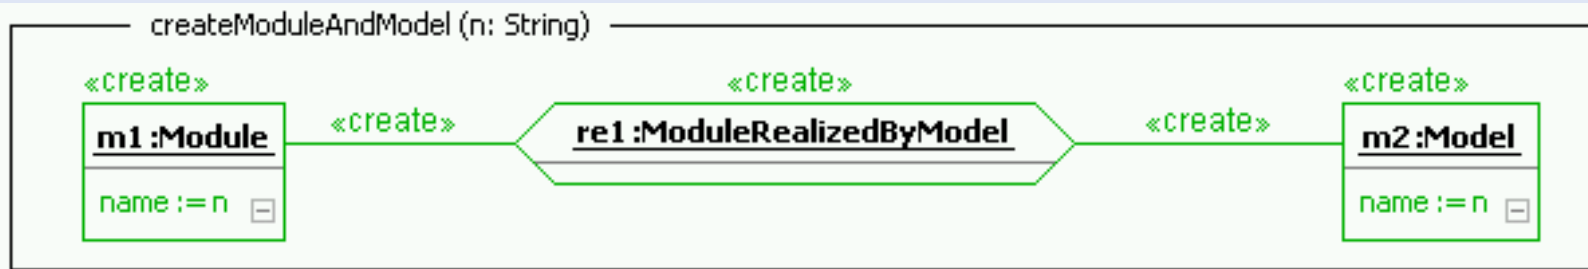 createModuleAndModel (n: String)
«create» «create» «create»
«create» «create»
m1 :Module re1 :ModuleRealizedByModel m2 :Model
name := n name := n